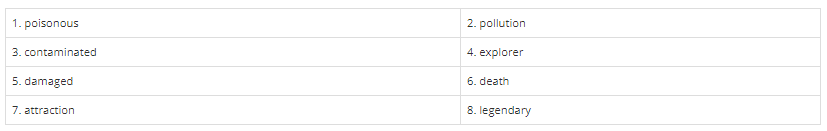 1. poisonous
2. pollution
3. contaminated
4. explorer
5. damaged
6. death
7. attraction
8. legendary